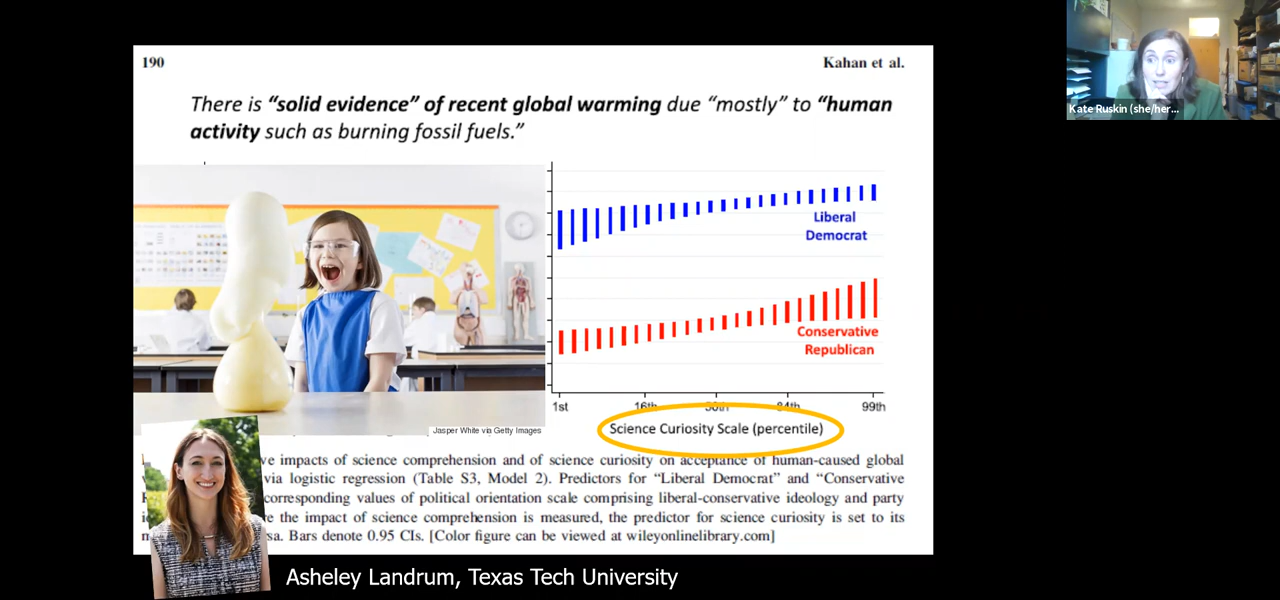 190
Kahan et al.
There is “solid evidence” of recent global warming due “mostly” to “human
activity such as burning fossil fuels.”
Kate Ruskin (she/her...
Liberal
Democrat
Conservative
Republican
1st 16th 50th 84th 99th
Science Curiosity Scale (percentile)
Jasper White via Getty Images
ve impacts of science comprehension and of science curiosity on acceptance of human-caused global
via logistic regression (Table S3, Model 2). Predictors for “Liberal Democrat” and “Conservative
corresponding values of political orientation scale comprising liberal-conservative ideology and party
the impact of science comprehension is measured, the predictor for science curiosity is set to its
sa. Bars denote 0.95 CIs. [Color figure can be viewed at wileyonlinelibrary.com]
Asheley Landrum, Texas Tech University